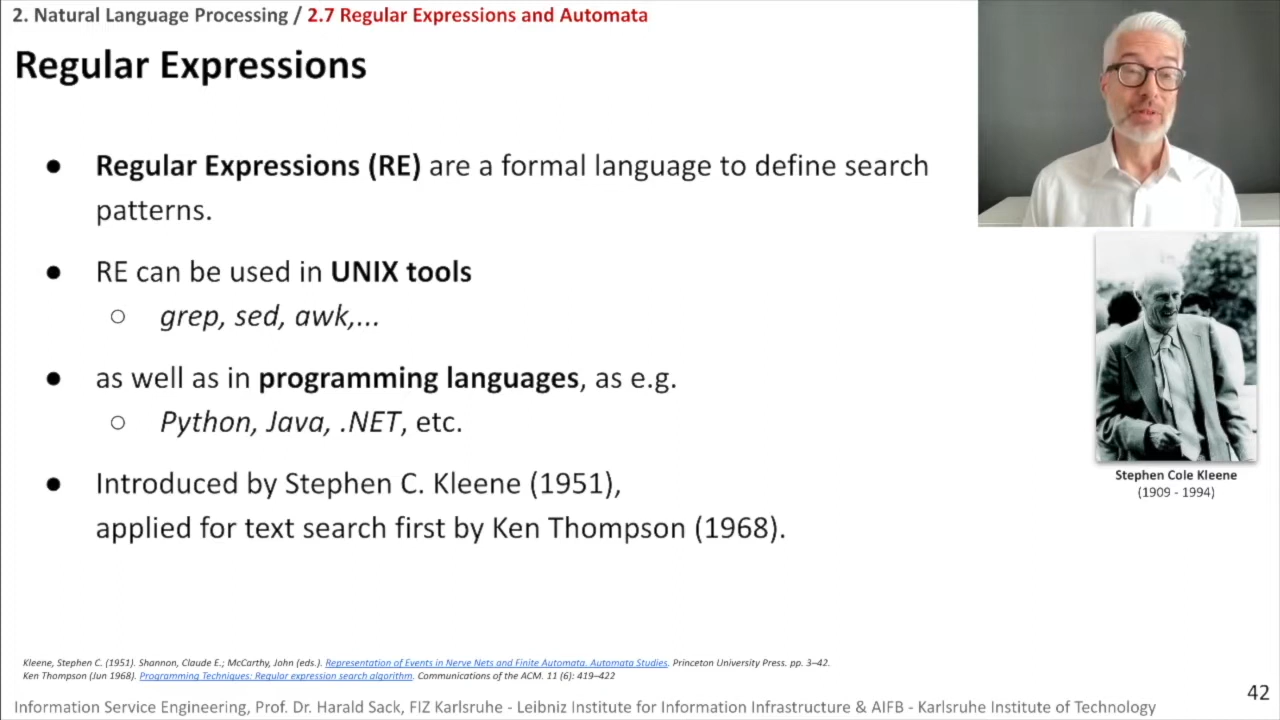 2. Natural Language Processing / 2.7 Regular Expressions and Automata
Regular Expressions
● Regular Expressions (RE) are a formal language to define search
patterns.
● RE can be used in UNIX tools
○ grep, sed, awk,...
● as well as in programming languages, as e.g.
○ Python, Java, .NET, etc.
● Introduced by Stephen C. Kleene (1951),
applied for text search first by Ken Thompson (1968).
Stephen Cole Kleene
(1909 - 1994)
Kleene, Stephen C. (1951). Shannon, Claude E.; McCarthy, John (eds.). Representation of Events in Nerve Nets and Finite Automata. Automata Studies. Princeton University Press. pp. 3–42.
Ken Thompson (Jun 1968). Programming Techniques: Regular expression search algorithm. Communications of the ACM. 11 (6): 419–422
42
Information Service Engineering, Prof. Dr. Harald Sack, FIZ Karlsruhe - Leibniz Institute for Information Infrastructure & AIFB - Karlsruhe Institute of Technology